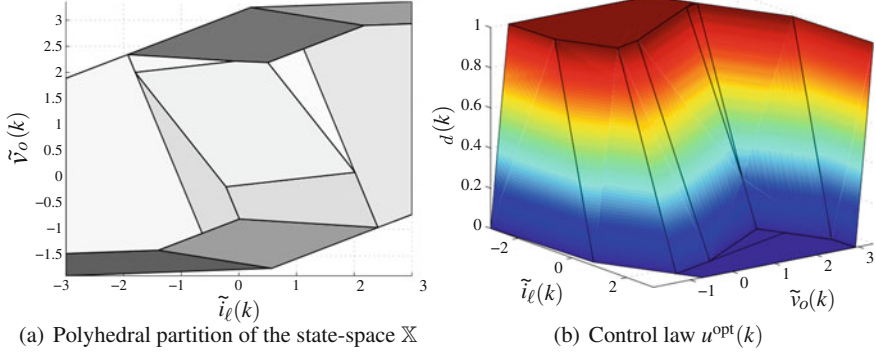 3
2.5
2
1.5
1
0.5
0
−0.5
−1
−1.5
ṽₒ(k)
−3 −2 −1 0 1 2 3
ĩ_ℓ(k)
(a) Polyhedral partition of the state-space 𝕏
1
0.8
0.6
0.4
0.2
0
d(k)
−2 0 2
ĩ_ℓ(k)
−1 0 1 2 3
ṽₒ(k)
(b) Control law u^opt(k)